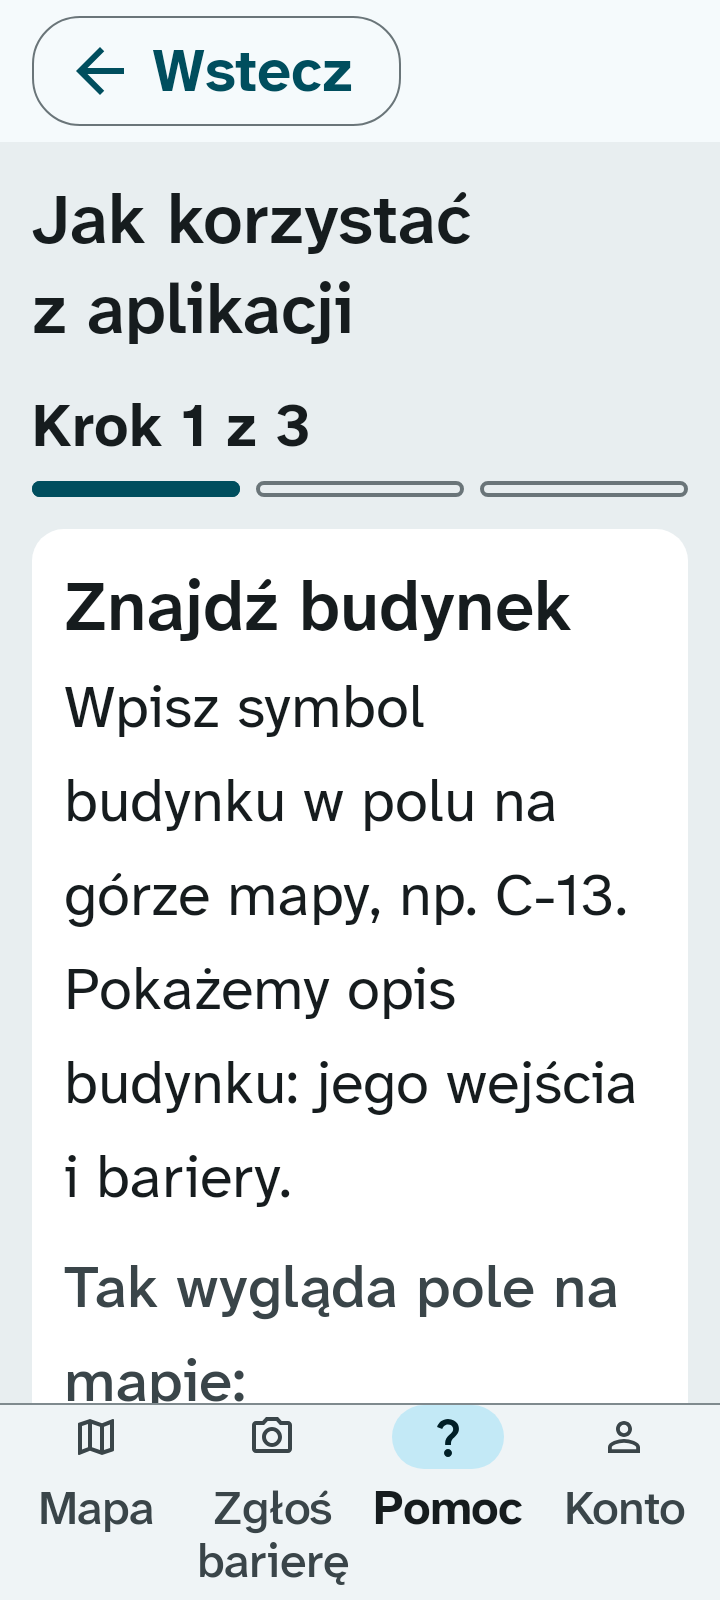 Wstecz
Jak korzystać
z aplikacji
Krok 1 z 3
Znajdź budynek
Wpisz symbol
budynku w polu na
górze mapy, np. C-13.
Pokażemy opis
budynku: jego wejścia
i bariery.
Tak wygląda pole na
mapie:
Mapa
Zgłoś
barierę
?
Pomoc
Konto